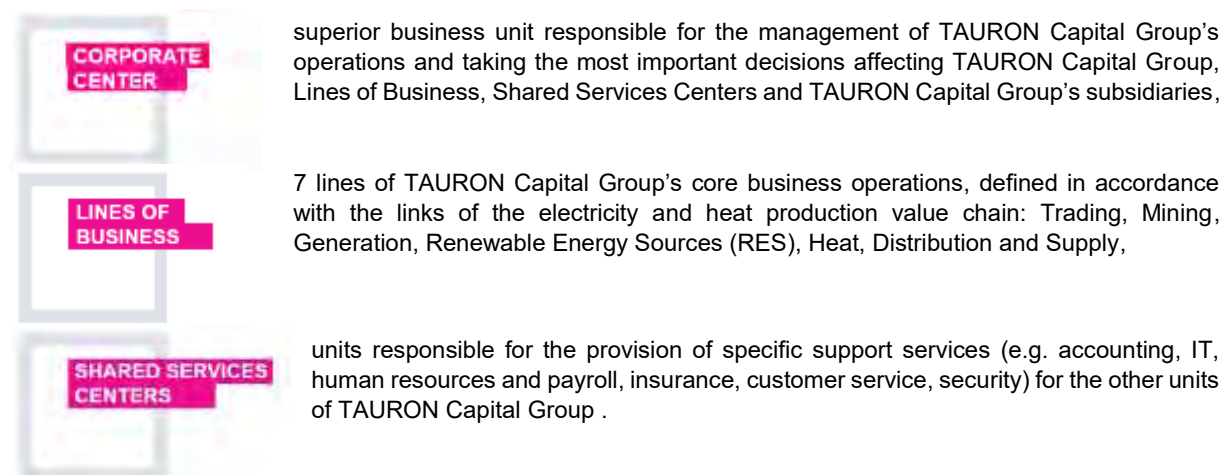 CORPORATE
CENTER
superior business unit responsible for the management of TAURON Capital Group’s
operations and taking the most important decisions affecting TAURON Capital Group,
Lines of Business, Shared Services Centers and TAURON Capital Group’s subsidiaries,
LINES OF
BUSINESS
7 lines of TAURON Capital Group’s core business operations, defined in accordance
with the links of the electricity and heat production value chain: Trading, Mining,
Generation, Renewable Energy Sources (RES), Heat, Distribution and Supply,
SHARED SERVICES
CENTERS
units responsible for the provision of specific support services (e.g. accounting, IT,
human resources and payroll, insurance, customer service, security) for the other units
of TAURON Capital Group .